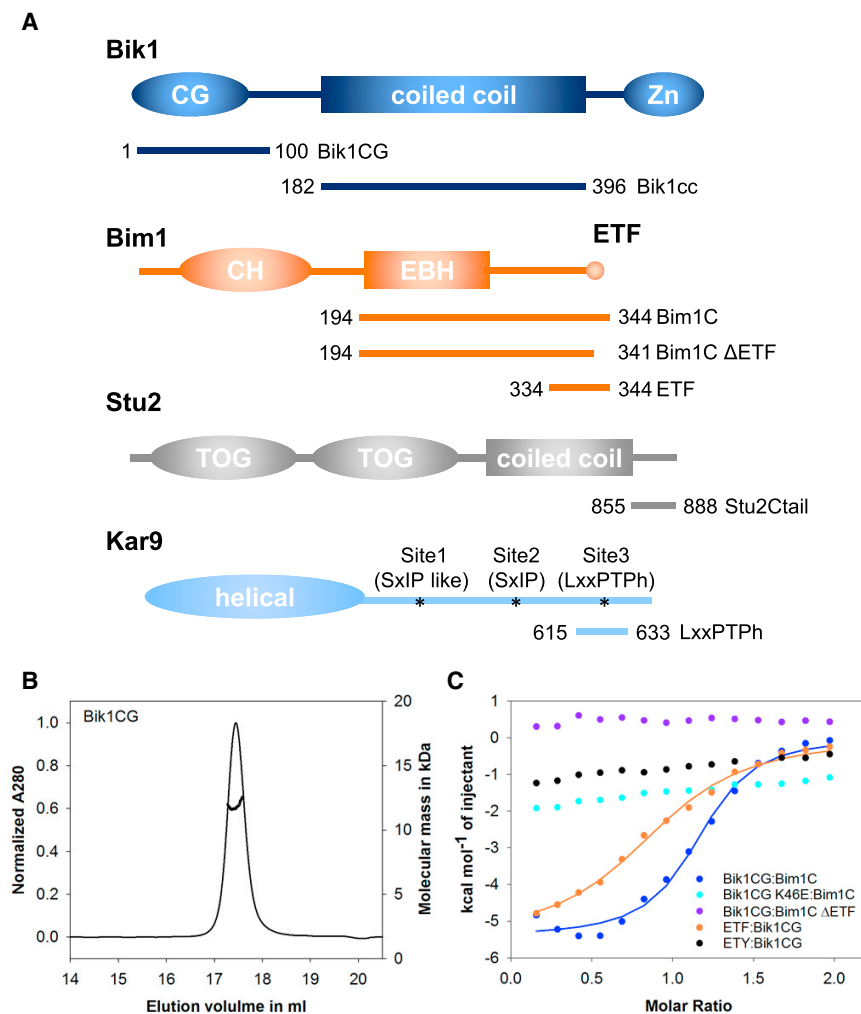 A
Bik1
CG
coiled coil
Zn
1
100 Bik1CG
182
396 Bik1cc
Bim1
ETF
CH
EBH
194
344 Bim1C
194
341 Bim1C ΔETF
334
344 ETF
Stu2
TOG
TOG
coiled coil
855
888 Stu2Ctail
Kar9
helical
Site1
(SxIP like)
Site2
(SxIP)
Site3
(LxxPTPh)
*
*
*
615
633 LxxPTPh
B
Bik1CG
Normalized A280
1.0
0.8
0.6
0.4
0.2
0.0
Molecular mass in kDa
20
15
10
5
0
14 15 16 17 18 19 20
Elution volulme in ml
C
kcal mol-1 of injectant
1
0
-1
-2
-3
-4
-5
-6
Bik1CG:Bim1C
Bik1CG K46E:Bim1C
Bik1CG:Bim1C ΔETF
ETF:Bik1CG
ETY:Bik1CG
0.0 0.5 1.0 1.5 2.0
Molar Ratio